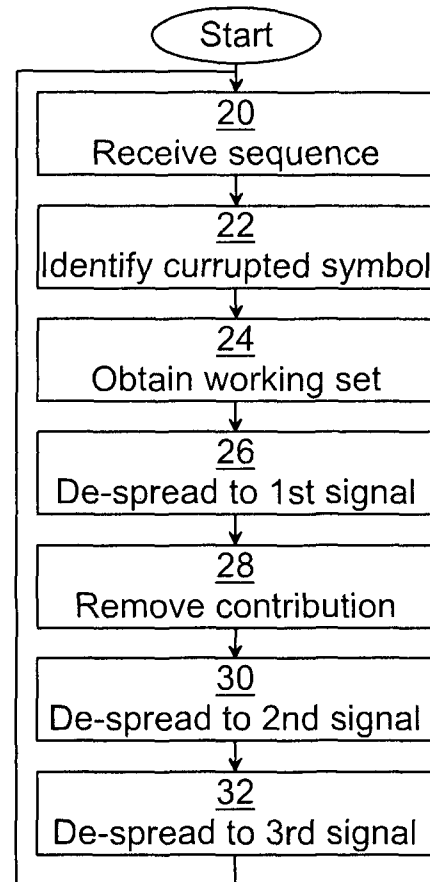 Start
20
Receive sequence
22
Identify currupted symbol
24
Obtain working set
26
De-spread to 1st signal
28
Remove contribution
30
De-spread to 2nd signal
32
De-spread to 3rd signal